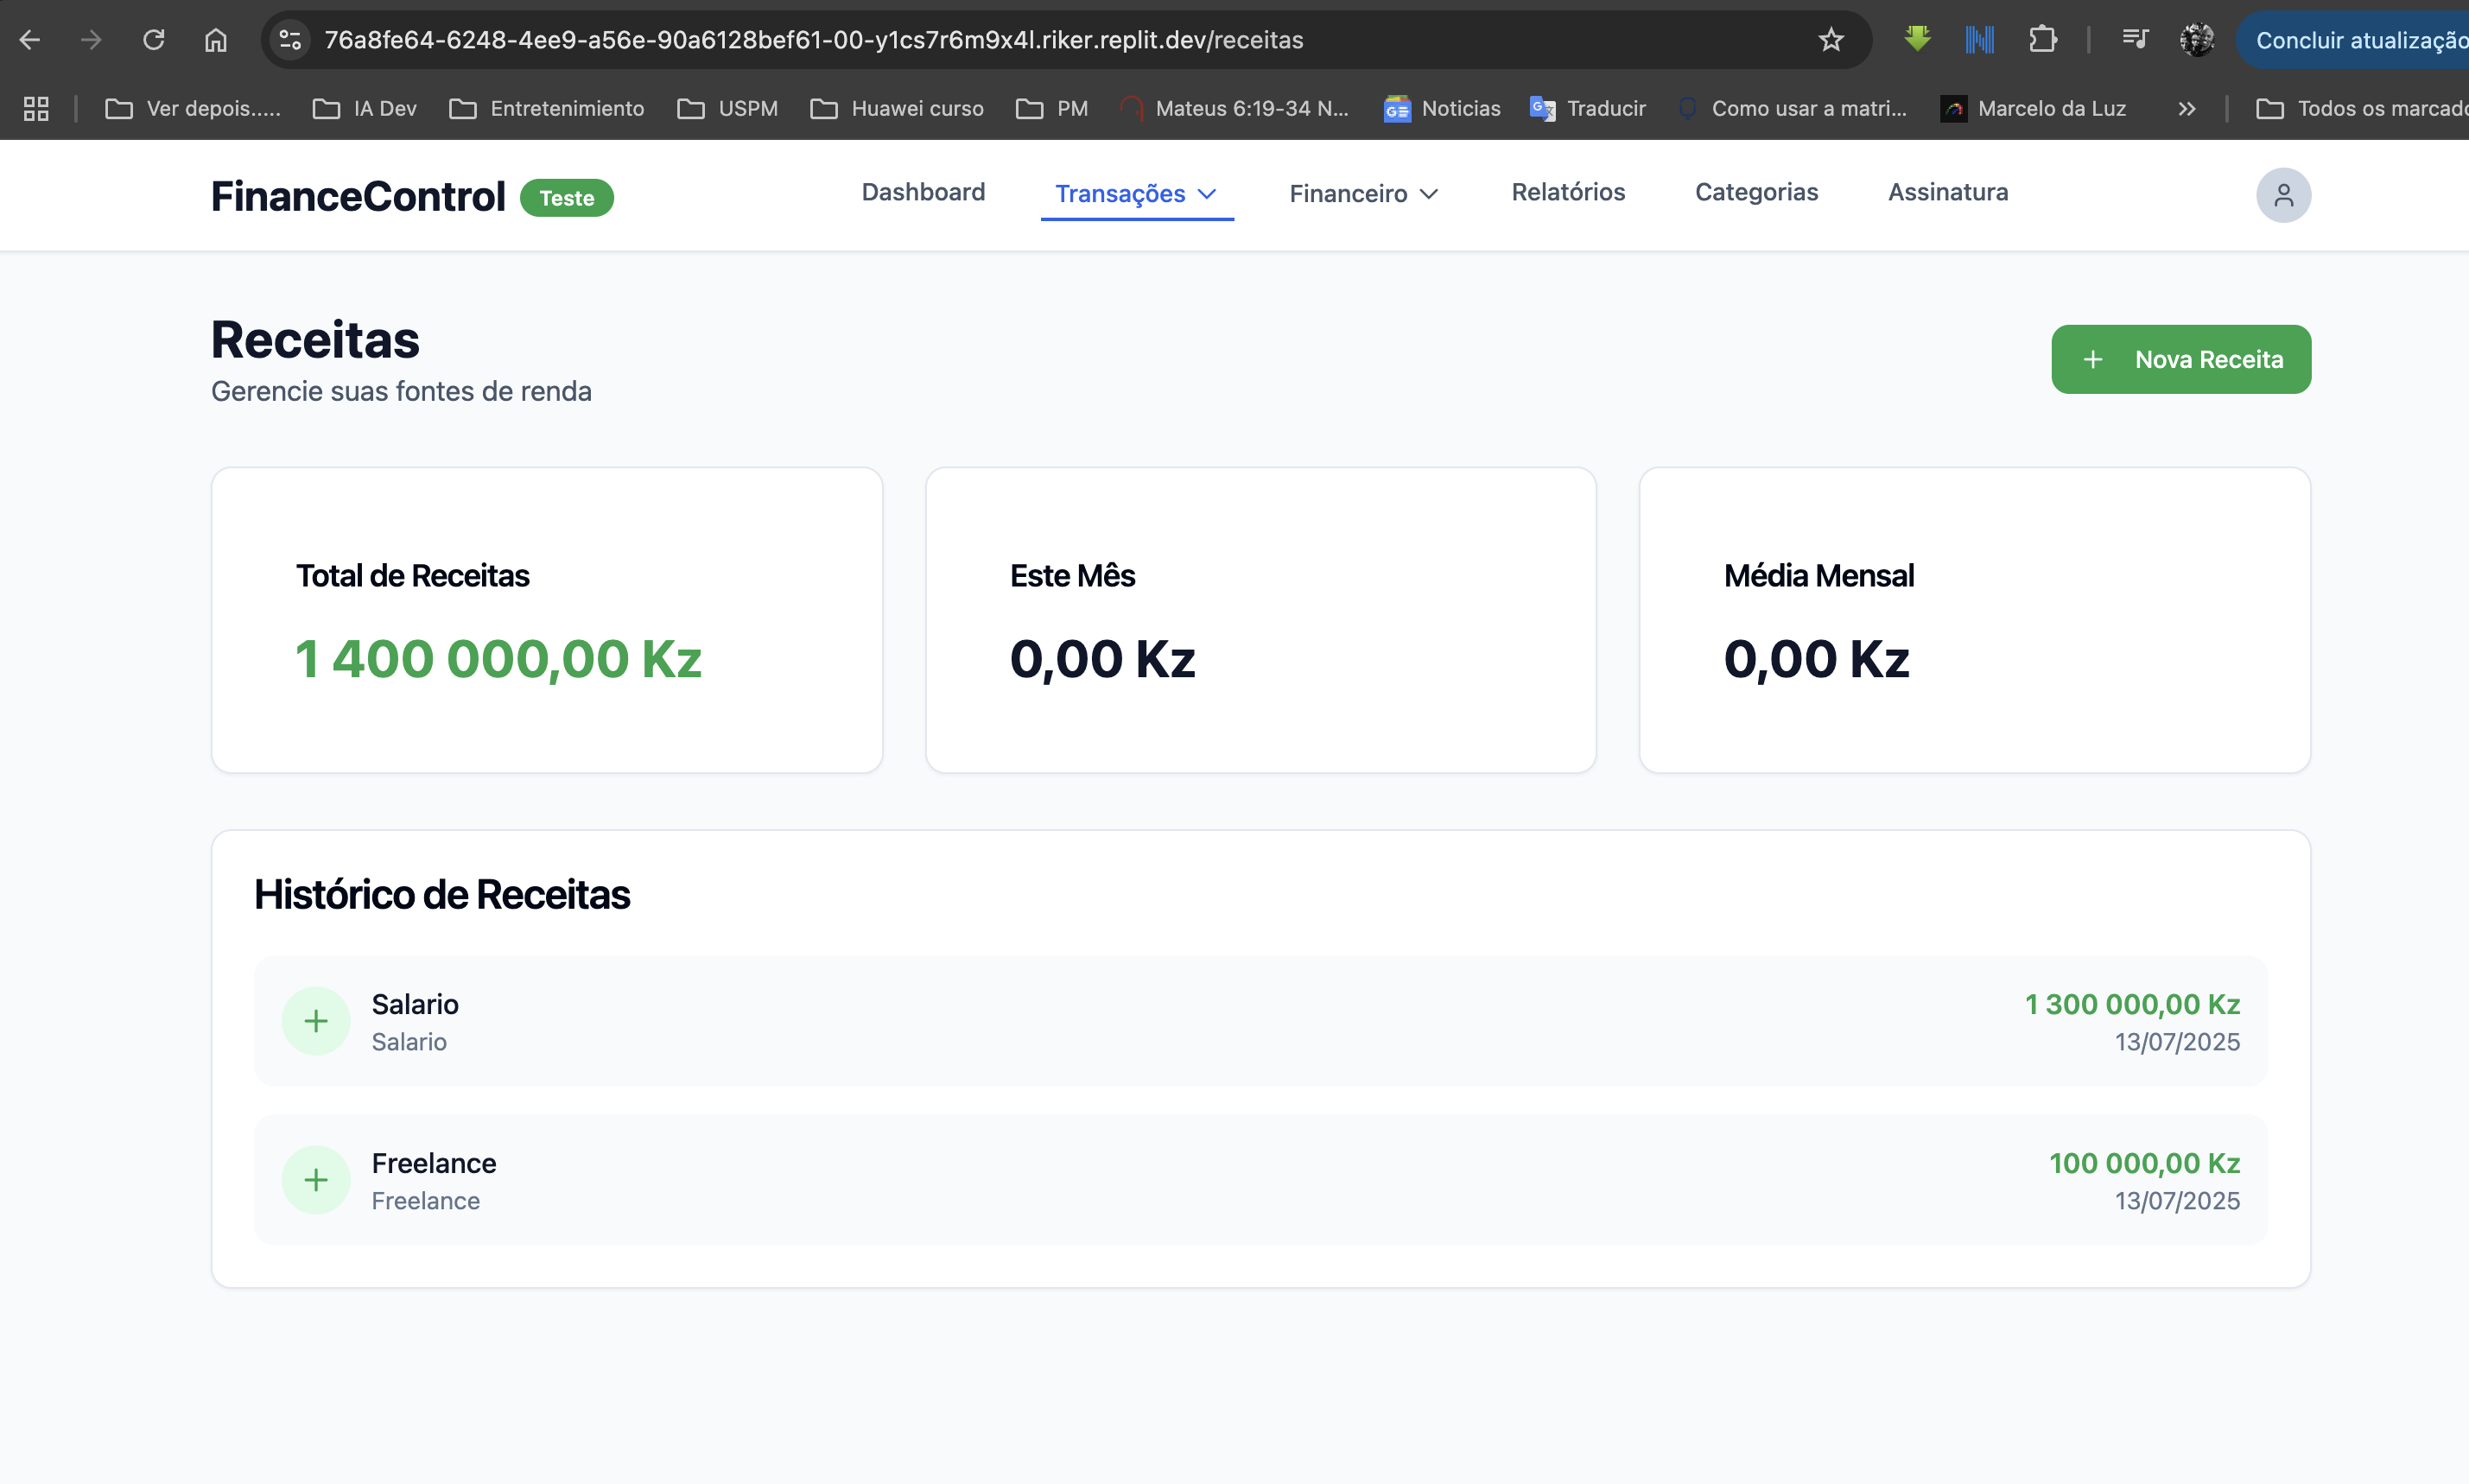 76a8fe64-6248-4ee9-a56e-90a6128bef61-00-y1cs7r6m9x4l.riker.replit.dev/receitas
Concluir atualização
Ver depois.....
IA Dev
Entretenimiento
USPM
Huawei curso
PM
Mateus 6:19-34 N...
Noticias
Traducir
Como usar a matri...
Marcelo da Luz
Todos os marcado
FinanceControl
Teste
Dashboard
Transações
Financeiro
Relatórios
Categorias
Assinatura
Receitas
Gerencie suas fontes de renda
+ Nova Receita
Total de Receitas
1 400 000,00 Kz
Este Mês
0,00 Kz
Média Mensal
0,00 Kz
Histórico de Receitas
Salario
Salario
1 300 000,00 Kz
13/07/2025
Freelance
Freelance
100 000,00 Kz
13/07/2025